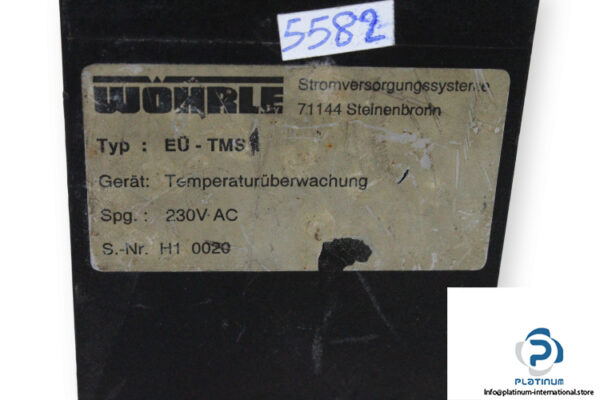 5582
WÖHRLE
Stromversorgungssysteme
71144 Steinenbronn
Typ : EÜ - TMS 1
Gerät: Temperaturüberwachung
Spg. : 230V AC
S.-Nr. H1 0020
PLATINUM
Info@platinum-international.store